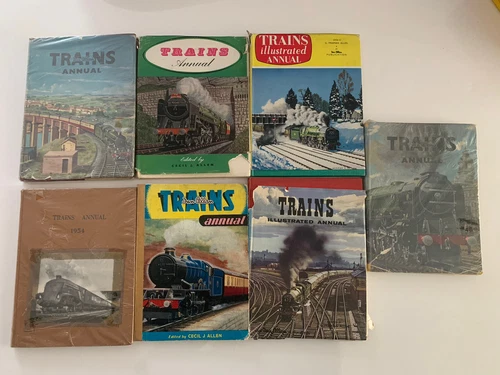 TRAINS
ANNUAL
TRAINS
Annual
Edited by
CECIL J ALLEN
TRAINS
illustrated
ANNUAL
TRAINS
ANNUAL
TRAINS ANNUAL
1954
TRAINS
annual
Edited by CECIL J ALLEN
TRAINS
ILLUSTRATED ANNUAL